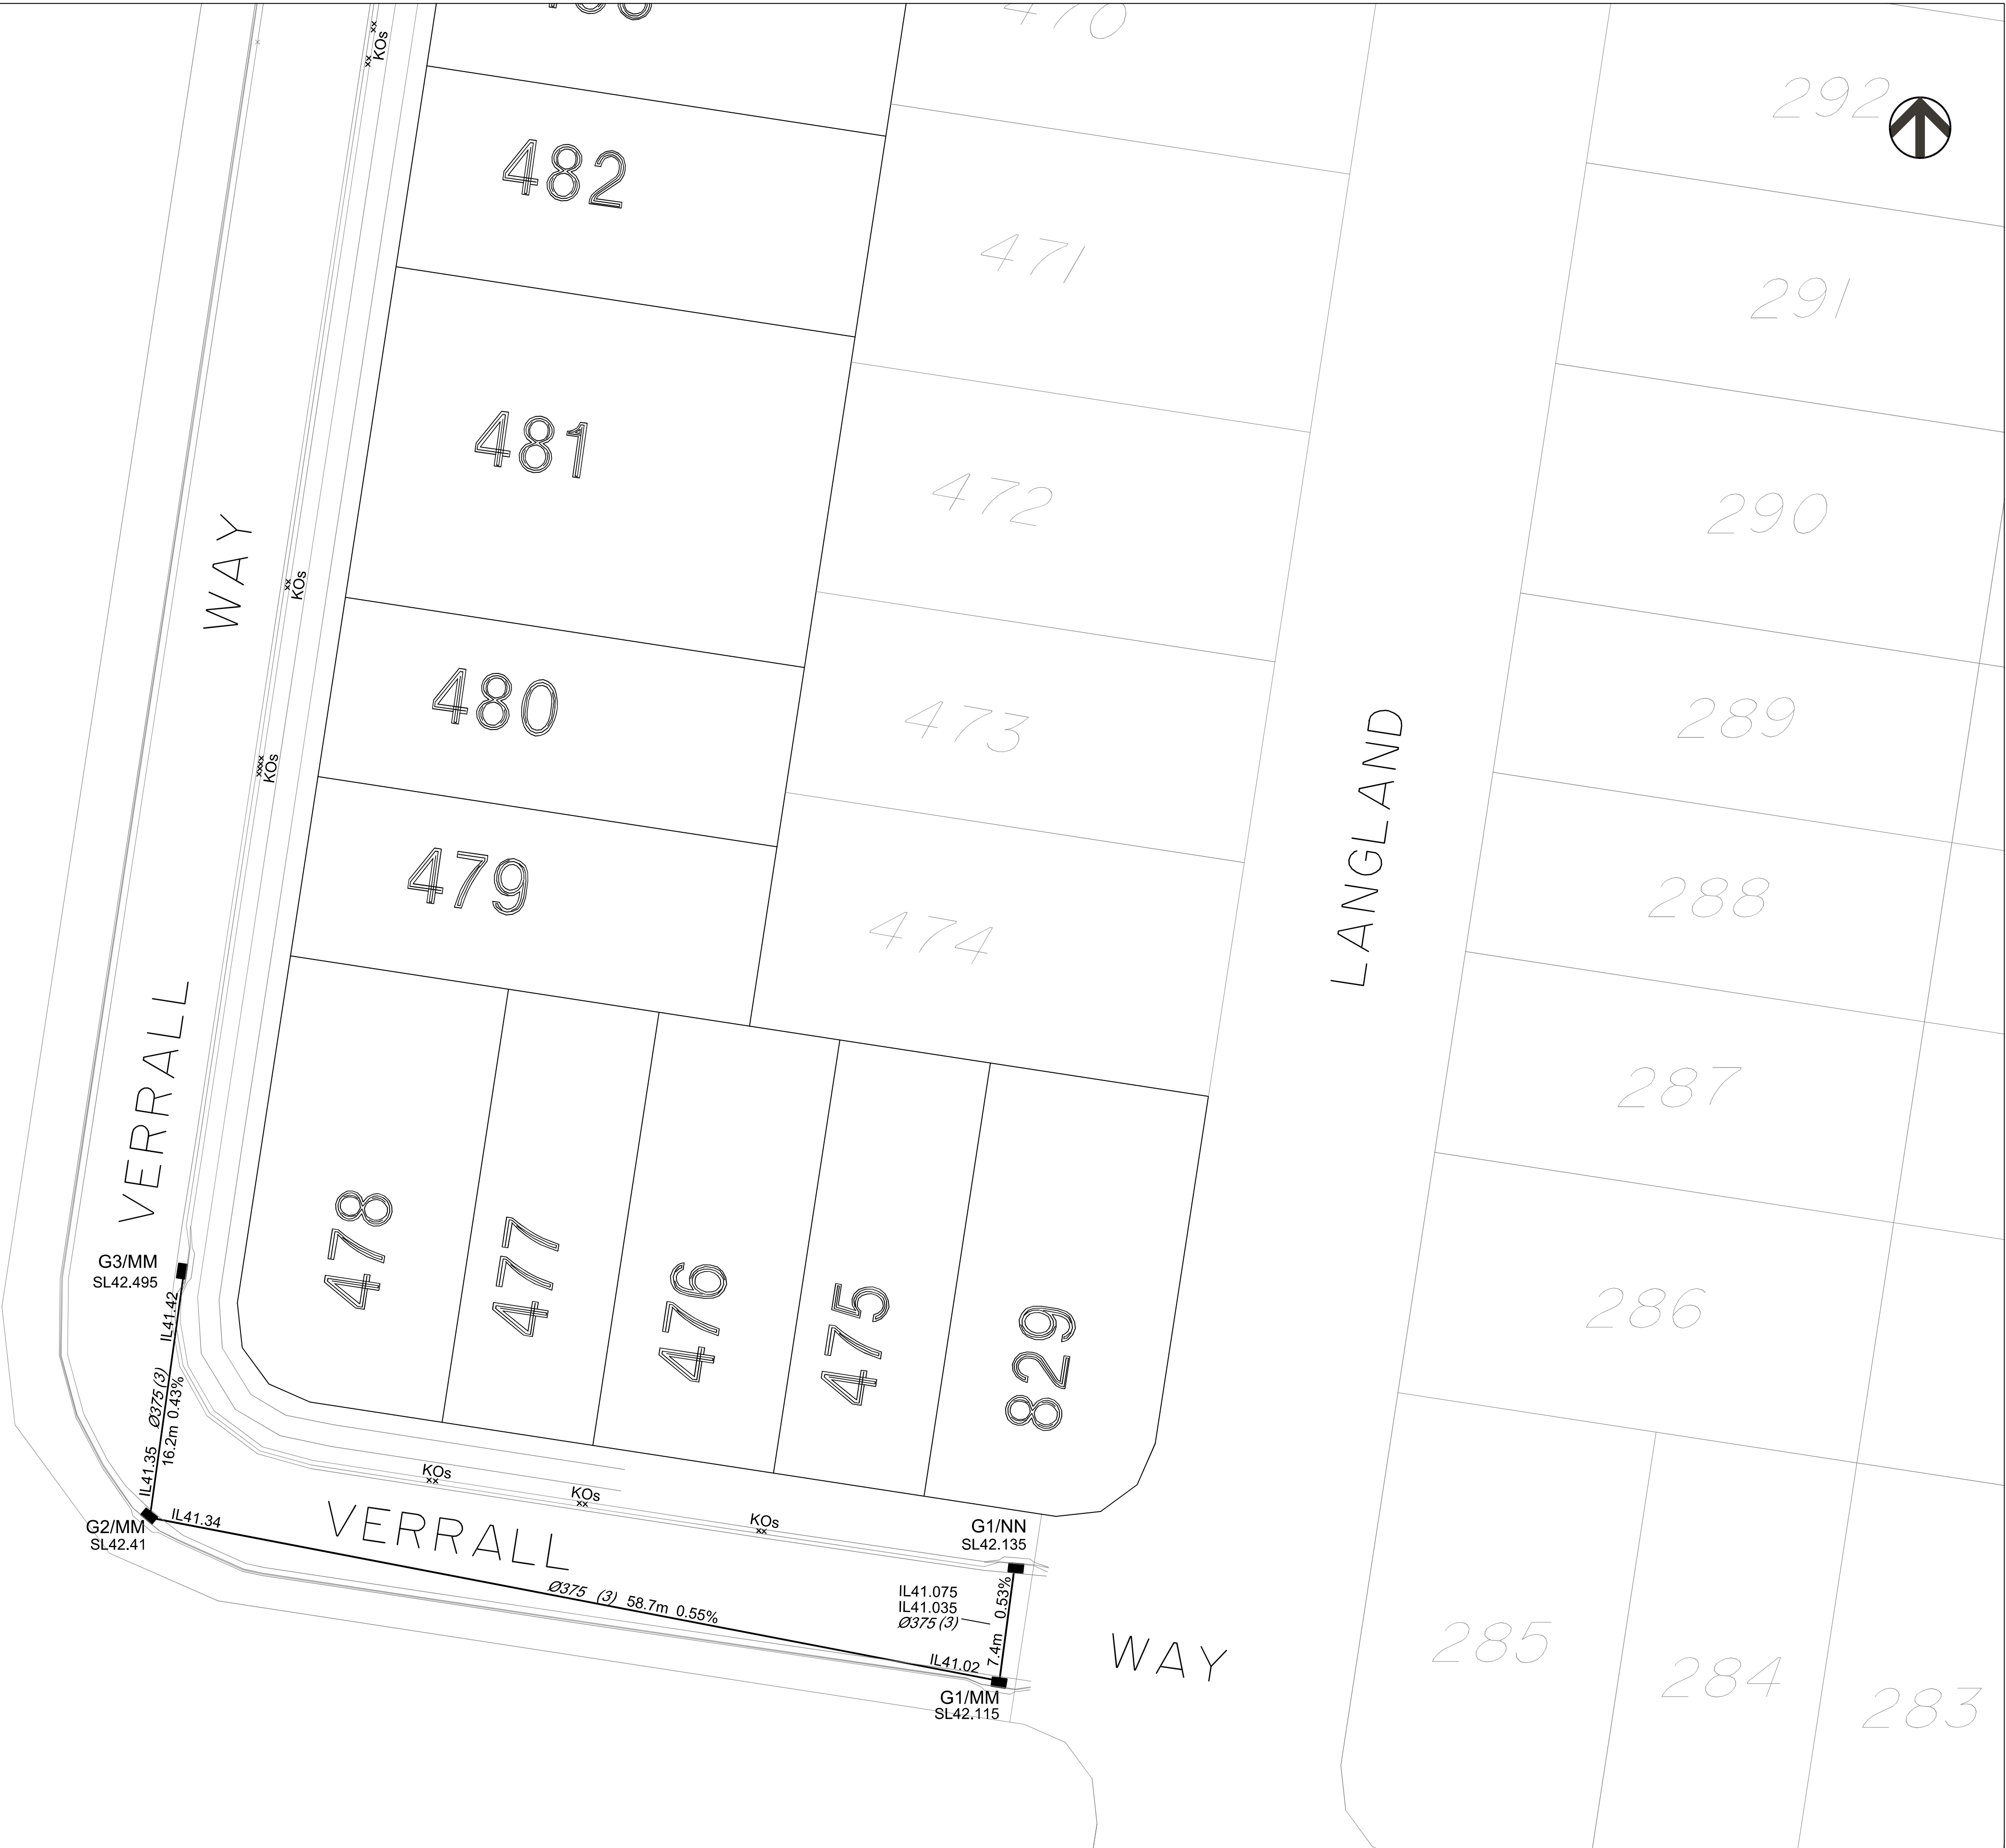 470
292
KOs
482
471
291
481
472
290
WAY
KOs
480
473
289
KOs
LANGLAND
479
474
288
VERRALL
287
478
477
476
475
829
286
G3/MM
SL42.495
IL41.42
Ø375 (3)
16.2m 0.43%
IL41.35
G2/MM
SL42.41
IL41.34
KOs
KOs
KOs
VERRALL
Ø375 (3) 58.7m 0.55%
G1/NN
SL42.135
IL41.075
IL41.035
Ø375 (3)
7.4m 0.53%
IL41.02
G1/MM
SL42.115
WAY
285
284
283